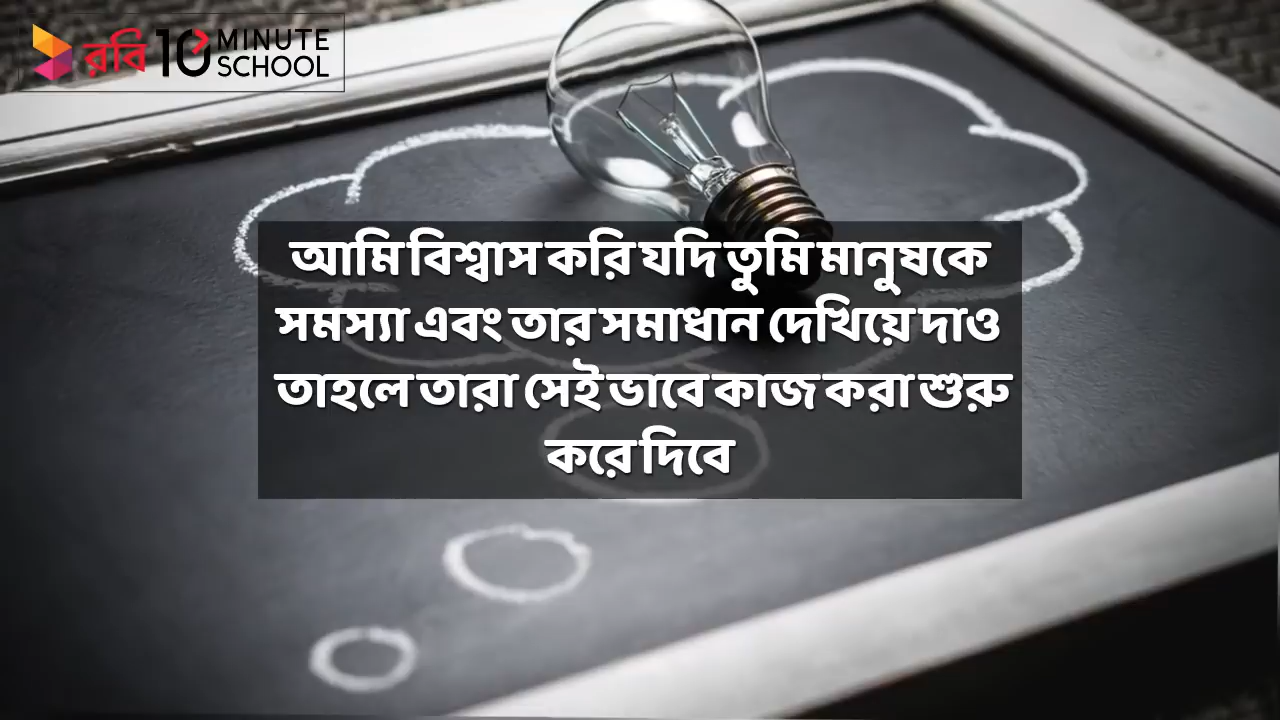 রবি 10 MINUTE SCHOOL
আমি বিশ্বাস করি যদি তুমি মানুষকে
সমস্যা এবং তার সমাধান দেখিয়ে দাও
তাহলে তারা সেই ভাবে কাজ করা শুরু
করে দিবে